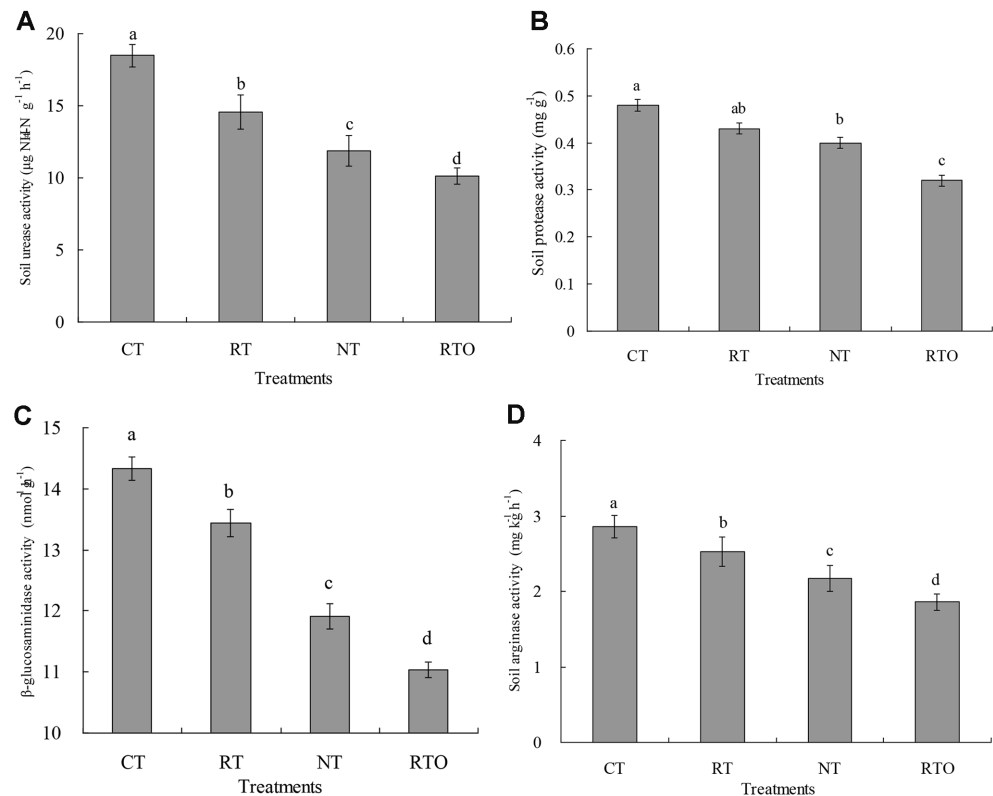 A
Soil urease activity (μg NH4-N g-1 h-1)
20
15
10
5
0
a
b
c
d
CT RT NT RTO
Treatments
B
Soil protease activity (mg g-1)
0.6
0.5
0.4
0.3
0.2
0.1
0
a
ab
b
c
CT RT NT RTO
Treatments
C
β-glucosaminidase activity (nmol g-1 h-1)
15
14
13
12
11
10
a
b
c
d
CT RT NT RTO
Treatments
D
Soil arginase activity (mg kg-1 h-1)
4
3
2
1
0
a
b
c
d
CT RT NT RTO
Treatments